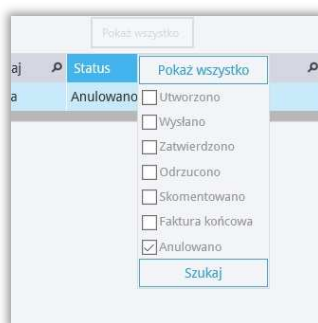 Pokaż wszystko
aj Status Pokaż wszystko
a Anulowano Utworzono
Wysłano
Zatwierdzono
Odrzucono
Skomentowano
Faktura końcowa
Anulowano
Szukaj